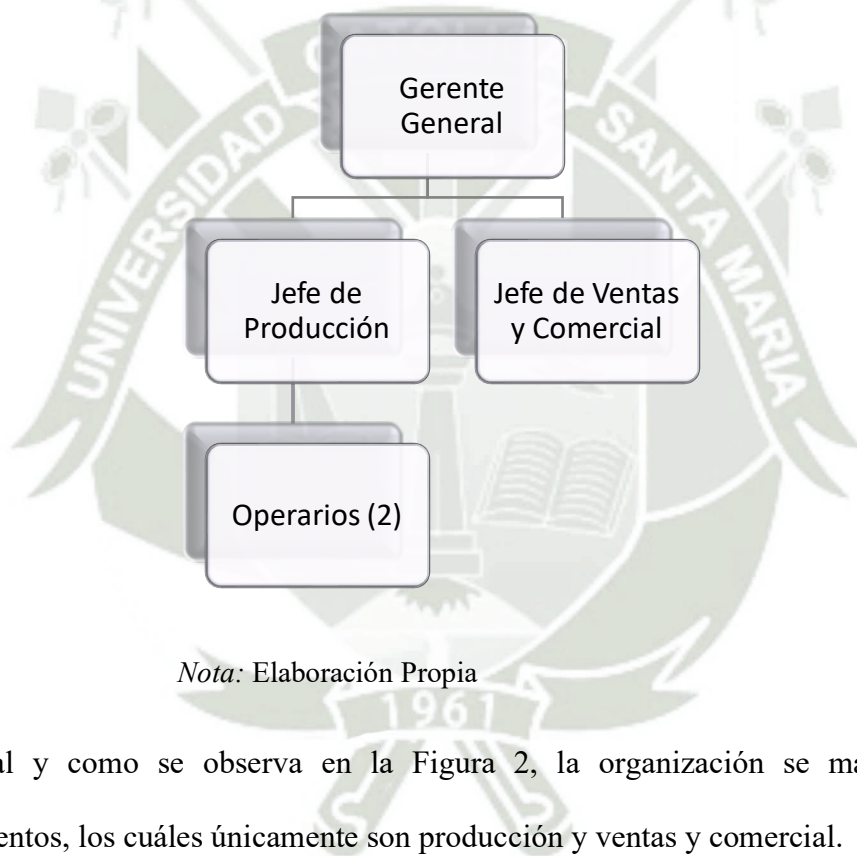 Gerente
General
Jefe de
Producción
Jefe de Ventas
y Comercial
Operarios (2)
Nota: Elaboración Propia
al y como se observa en la Figura 2, la organización se ma
entos, los cuáles únicamente son producción y ventas y comercial.
UNIVERSIDAD
CATOLICA
SANTA MARIA
1961